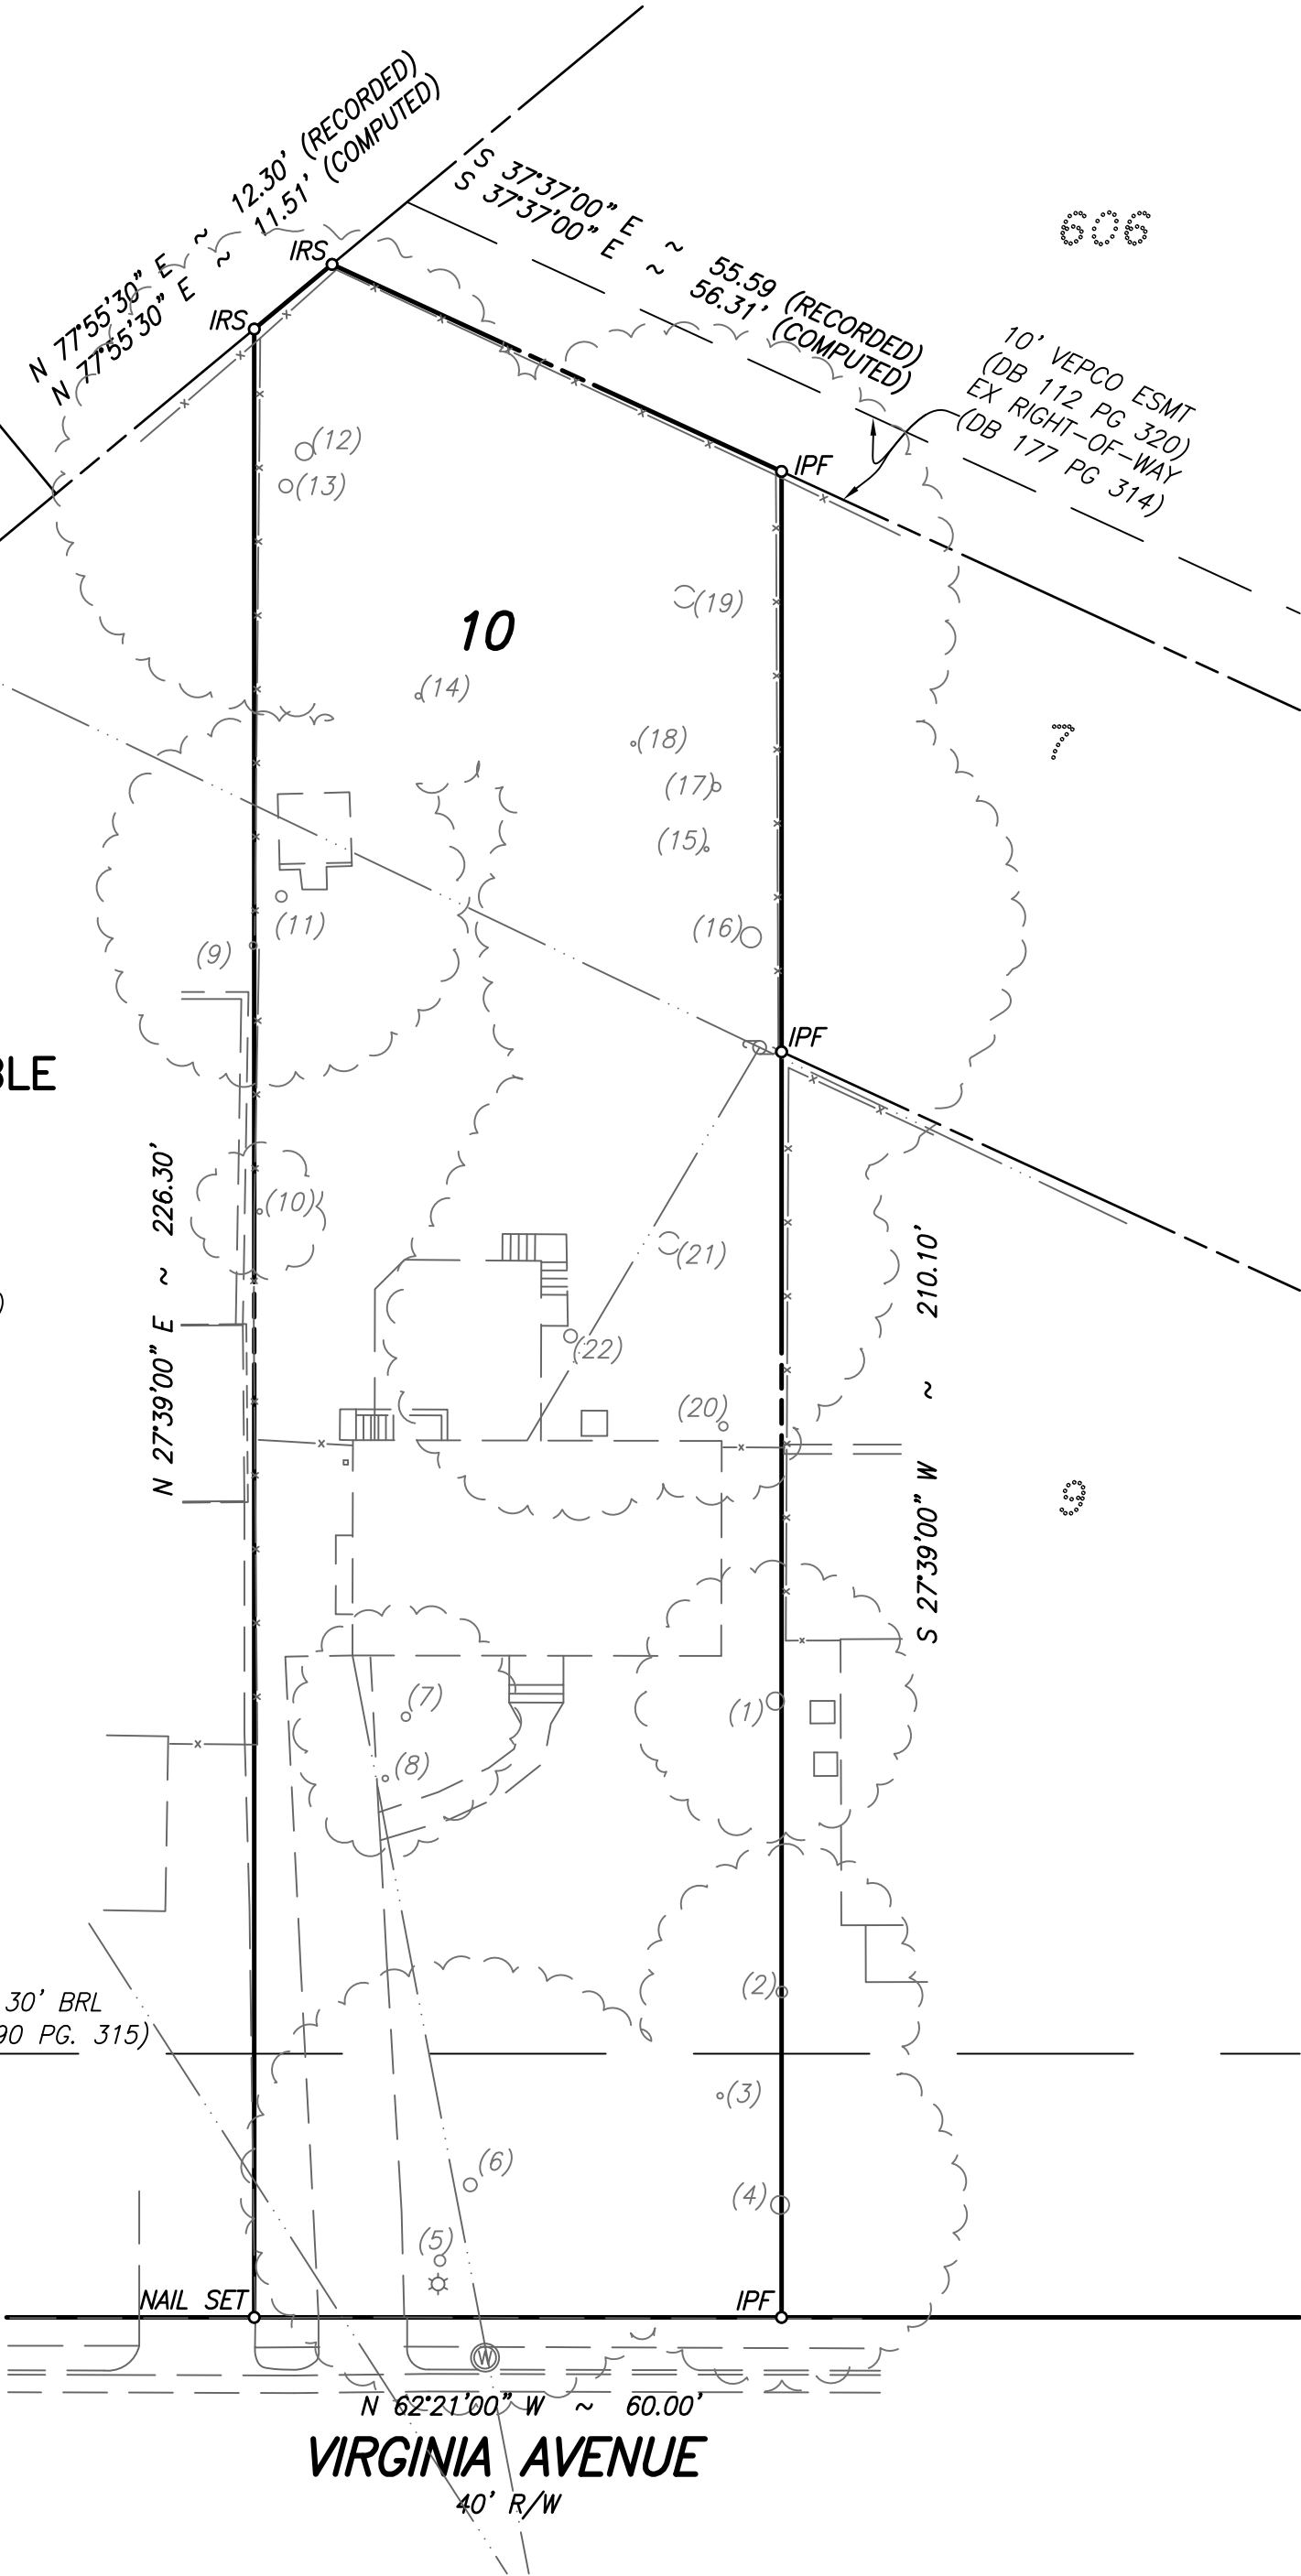 N 77°55'30" E ~ 12.30' (RECORDED)
N 77°55'30" E ~ 11.51' (COMPUTED)
S 37°37'00" E ~ 55.59 (RECORDED)
S 37°37'00" E ~ 56.31' (COMPUTED)
606
IRS
IRS
10' VEPCO ESMT
(DB 112 PG 320)
EX RIGHT-OF-WAY
(DB 177 PG 314)
IPF
(12)
(13)
(19)
10
(14)
(18)
7
(17)
(15)
(11)
(16)
(9)
IPF
BLE
(10)
N 27°39'00" E ~ 226.30'
)
(21)
S 27°39'00" W ~ 210.10'
(22)
(20)
9
(7)
(1)
(8)
(2)
30' BRL
90 PG. 315)
(3)
(6)
(4)
(5)
NAIL SET
IPF
W
N 62°21'00" W ~ 60.00'
VIRGINIA AVENUE
40' R/W